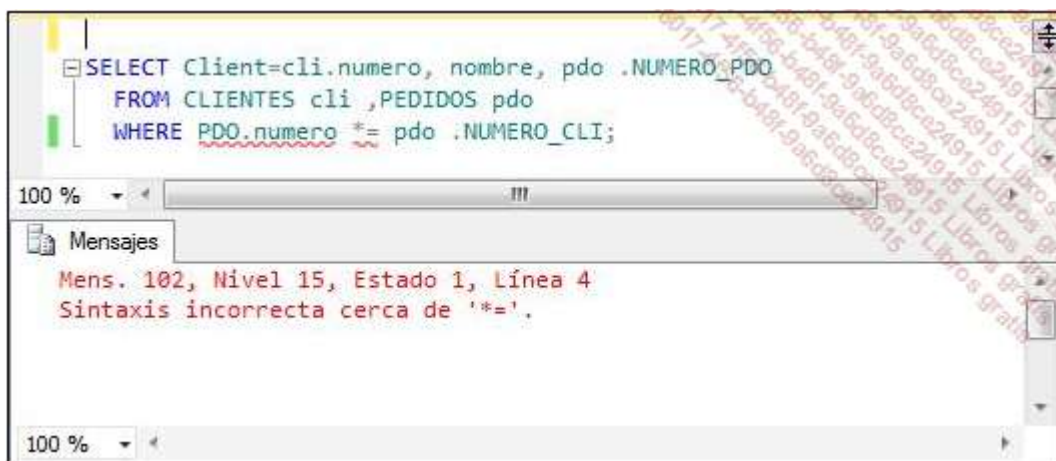 SELECT Client=cli.numero, nombre, pdo .NUMERO_PDO
FROM CLIENTES cli ,PEDIDOS pdo
WHERE PDO.numero *= pdo .NUMERO_CLI;
100 %
Mensajes
Mens. 102, Nivel 15, Estado 1, Línea 4
Sintaxis incorrecta cerca de '*='.
100 %